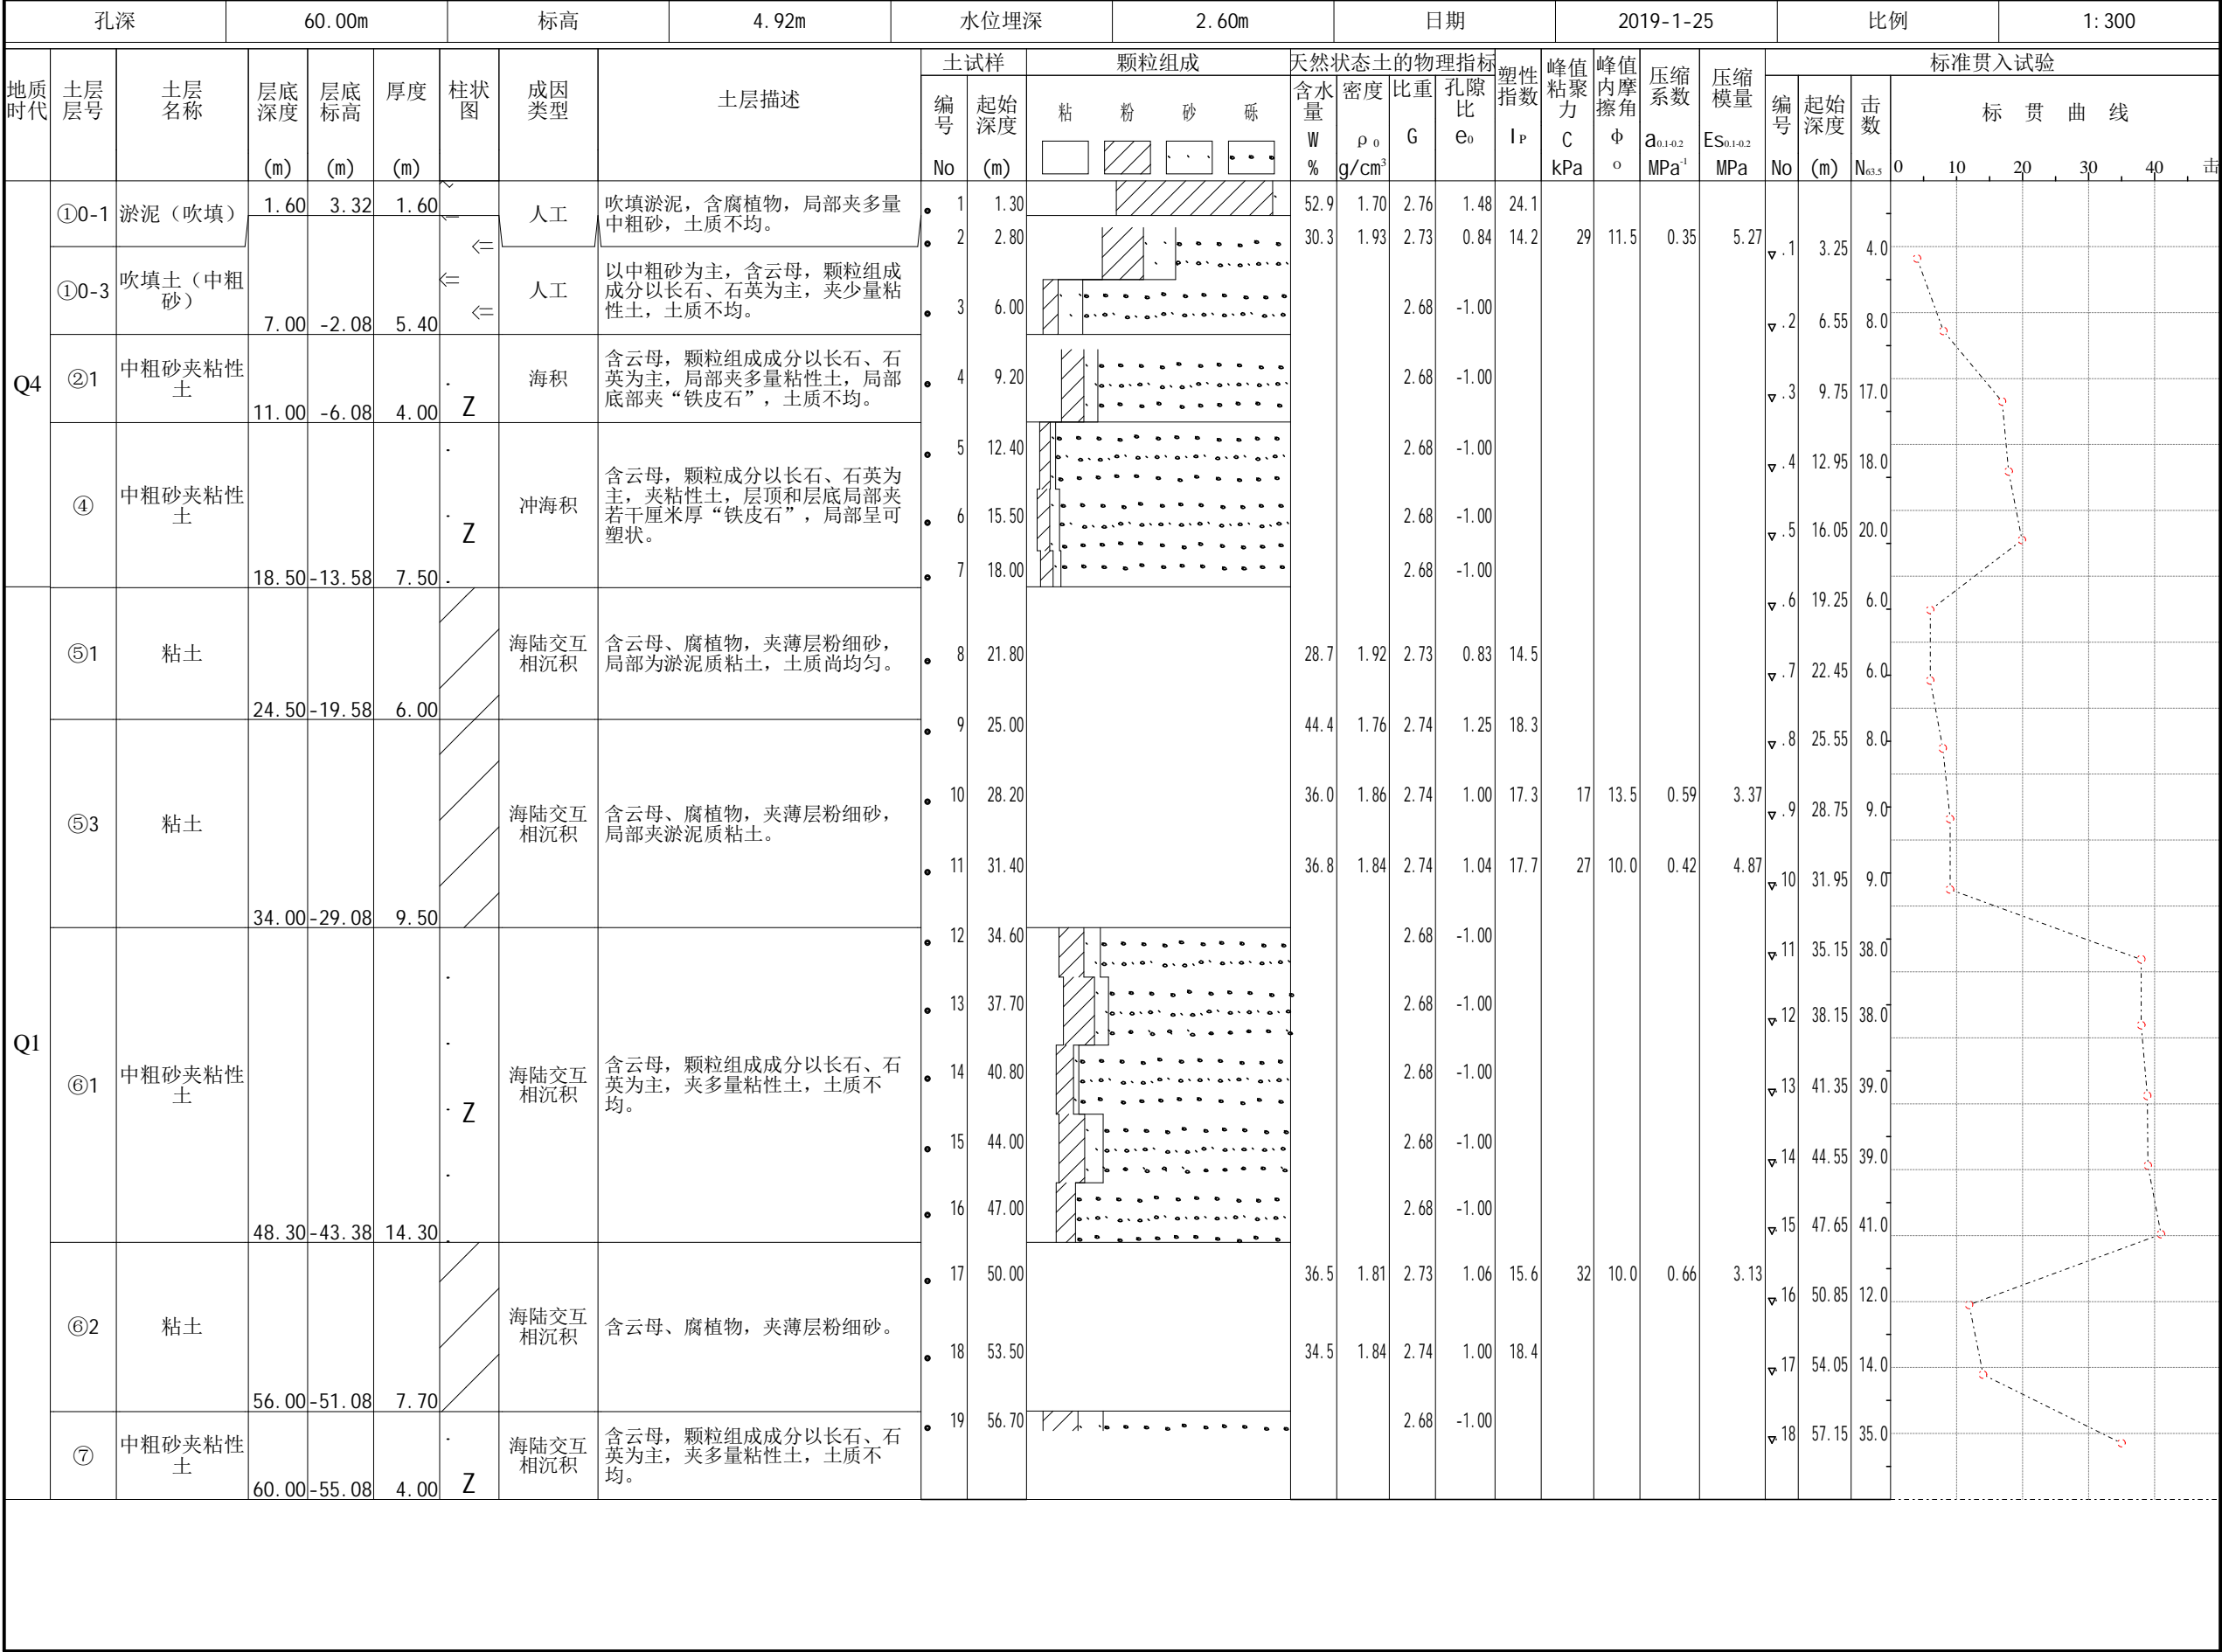 孔深 60.00m 标高 4.92m 水位埋深 2.60m 日期 2019-1-25 比例 1:300
地质时代 土层层号 土层名称 层底深度 (m) 层底标高 (m) 厚度 (m) 柱状图 成因类型 土层描述
土试样 编号 No 起始深度 (m)
颗粒组成 粘 粉 砂 砾
天然状态土的物理指标 含水量 W % 密度 ρ0 g/cm³ 比重 G 孔隙比 e0
塑性指数 IP 峰值粘聚力 C kPa 峰值内摩擦角 φ o 压缩系数 a0.1-0.2 MPa-1 压缩模量 Es0.1-0.2 MPa
标准贯入试验 编号 No 起始深度 (m) 击数 N63.5 标 贯 曲 线
0 10 20 30 40 击
Q4
①0-1 淤泥（吹填） 1.60 3.32 1.60 人工
吹填淤泥，含腐植物，局部夹多量
中粗砂，土质不均。
①0-3 吹填土（中粗
砂） 7.00 -2.08 5.40 人工
以中粗砂为主，含云母，颗粒组成
成分以长石、石英为主，夹少量粘
性土，土质不均。
②1 中粗砂夹粘性
土 11.00 -6.08 4.00 Z 海积
含云母，颗粒组成成分以长石、石
英为主，局部夹多量粘性土，局部
底部夹“铁皮石”，土质不均。
④ 中粗砂夹粘性
土 18.50 -13.58 7.50 Z 冲海积
含云母，颗粒成分以长石、石英为
主，夹粘性土，层顶和层底局部夹
若干厘米厚“铁皮石”，局部呈可
塑状。
Q1
⑤1 粘土 24.50 -19.58 6.00 海陆交互
相沉积
含云母、腐植物，夹薄层粉细砂，
局部为淤泥质粘土，土质尚均匀。
⑤3 粘土 34.00 -29.08 9.50 海陆交互
相沉积
含云母、腐植物，夹薄层粉细砂，
局部夹淤泥质粘土。
⑥1 中粗砂夹粘性
土 48.30 -43.38 14.30 Z 海陆交互
相沉积
含云母，颗粒组成成分以长石、石
英为主，夹多量粘性土，土质不
均。
⑥2 粘土 56.00 -51.08 7.70 海陆交互
相沉积
含云母、腐植物，夹薄层粉细砂。
⑦ 中粗砂夹粘性
土 60.00 -55.08 4.00 Z 海陆交互
相沉积
含云母，颗粒组成成分以长石、石
英为主，夹多量粘性土，土质不
均。
1 1.30 52.9 1.70 2.76 1.48 24.1
2 2.80 30.3 1.93 2.73 0.84 14.2 29 11.5 0.35 5.27
3 6.00 2.68 -1.00
4 9.20 2.68 -1.00
5 12.40 2.68 -1.00
6 15.50 2.68 -1.00
7 18.00 2.68 -1.00
8 21.80 28.7 1.92 2.73 0.83 14.5
9 25.00 44.4 1.76 2.74 1.25 18.3
10 28.20 36.0 1.86 2.74 1.00 17.3 17 13.5 0.59 3.37
11 31.40 36.8 1.84 2.74 1.04 17.7 27 10.0 0.42 4.87
12 34.60 2.68 -1.00
13 37.70 2.68 -1.00
14 40.80 2.68 -1.00
15 44.00 2.68 -1.00
16 47.00 2.68 -1.00
17 50.00 36.5 1.81 2.73 1.06 15.6 32 10.0 0.66 3.13
18 53.50 34.5 1.84 2.74 1.00 18.4
19 56.70 2.68 -1.00
.1 3.25 4.0
.2 6.55 8.0
.3 9.75 17.0
.4 12.95 18.0
.5 16.05 20.0
.6 19.25 6.0
.7 22.45 6.0
.8 25.55 8.0
.9 28.75 9.0
10 31.95 9.0
11 35.15 38.0
12 38.15 38.0
13 41.35 39.0
14 44.55 39.0
15 47.65 41.0
16 50.85 12.0
17 54.05 14.0
18 57.15 35.0